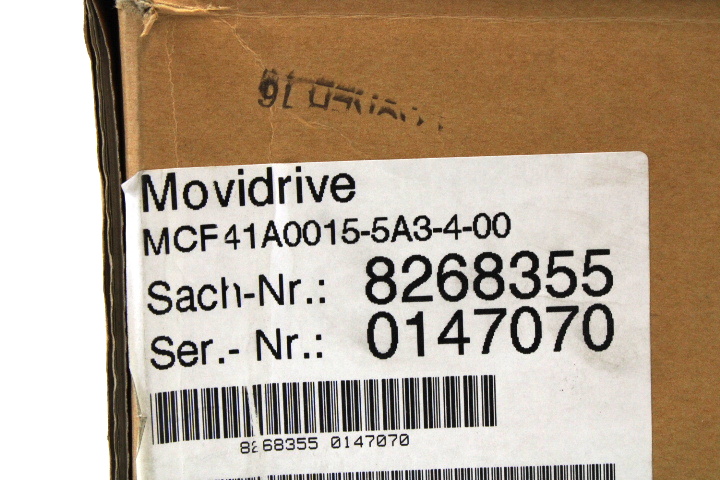 Movidrive
MCF41A0015-5A3-4-00
Sach-Nr.: 8268355
Ser.- Nr.: 0147070
8268355 0147070